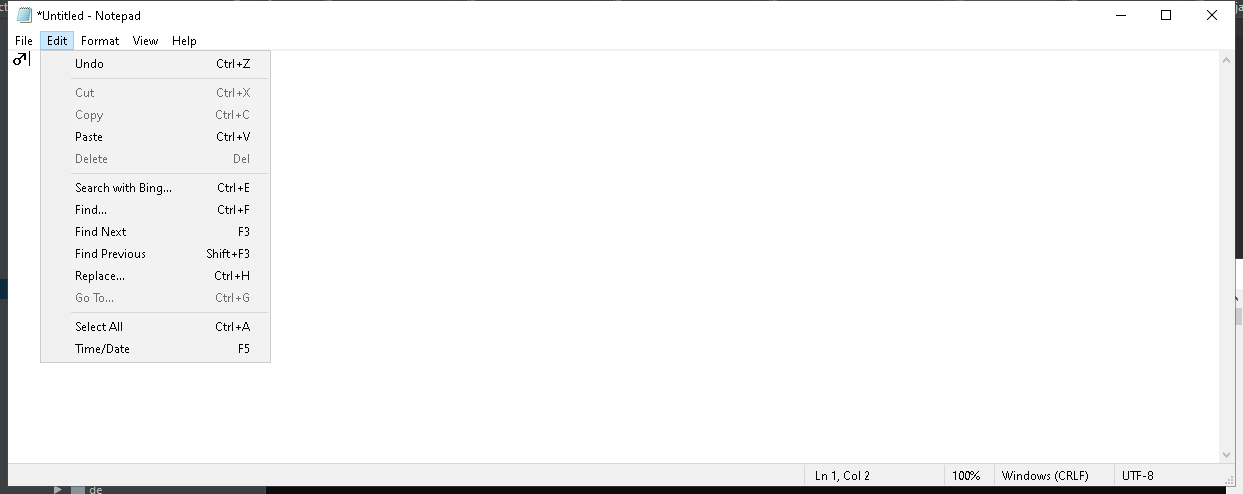 *Untitled - Notepad
File Edit Format View Help
♂
Undo Ctrl+Z
Cut Ctrl+X
Copy Ctrl+C
Paste Ctrl+V
Delete Del
Search with Bing... Ctrl+E
Find... Ctrl+F
Find Next F3
Find Previous Shift+F3
Replace... Ctrl+H
Go To... Ctrl+G
Select All Ctrl+A
Time/Date F5
Ln 1, Col 2 100% Windows (CRLF) UTF-8
de